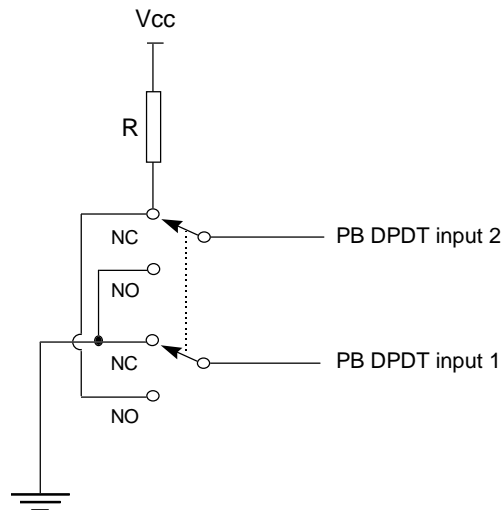 Vcc
R
NC
PB DPDT input 2
NO
NC
PB DPDT input 1
NO